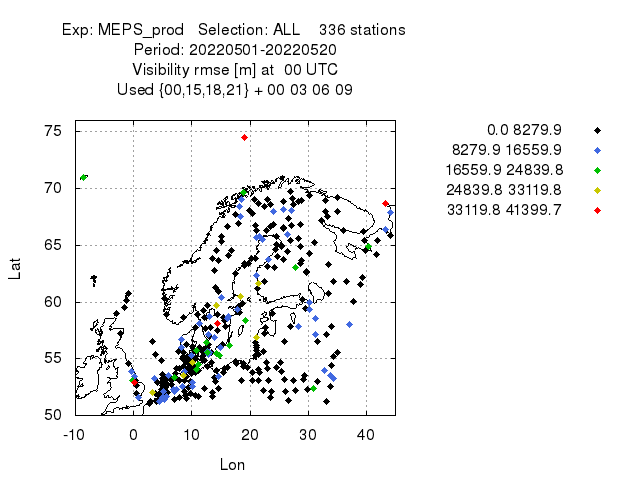 Exp: MEPS_prod   Selection: ALL    336 stations
Period: 20220501-20220520
Visibility rmse [m] at  00 UTC
Used {00,15,18,21} + 00 03 06 09
0.0 8279.9
8279.9 16559.9
16559.9 24839.8
24839.8 33119.8
33119.8 41399.7
75
70
65
60
55
50
Lat
-10 0 10 20 30 40
Lon